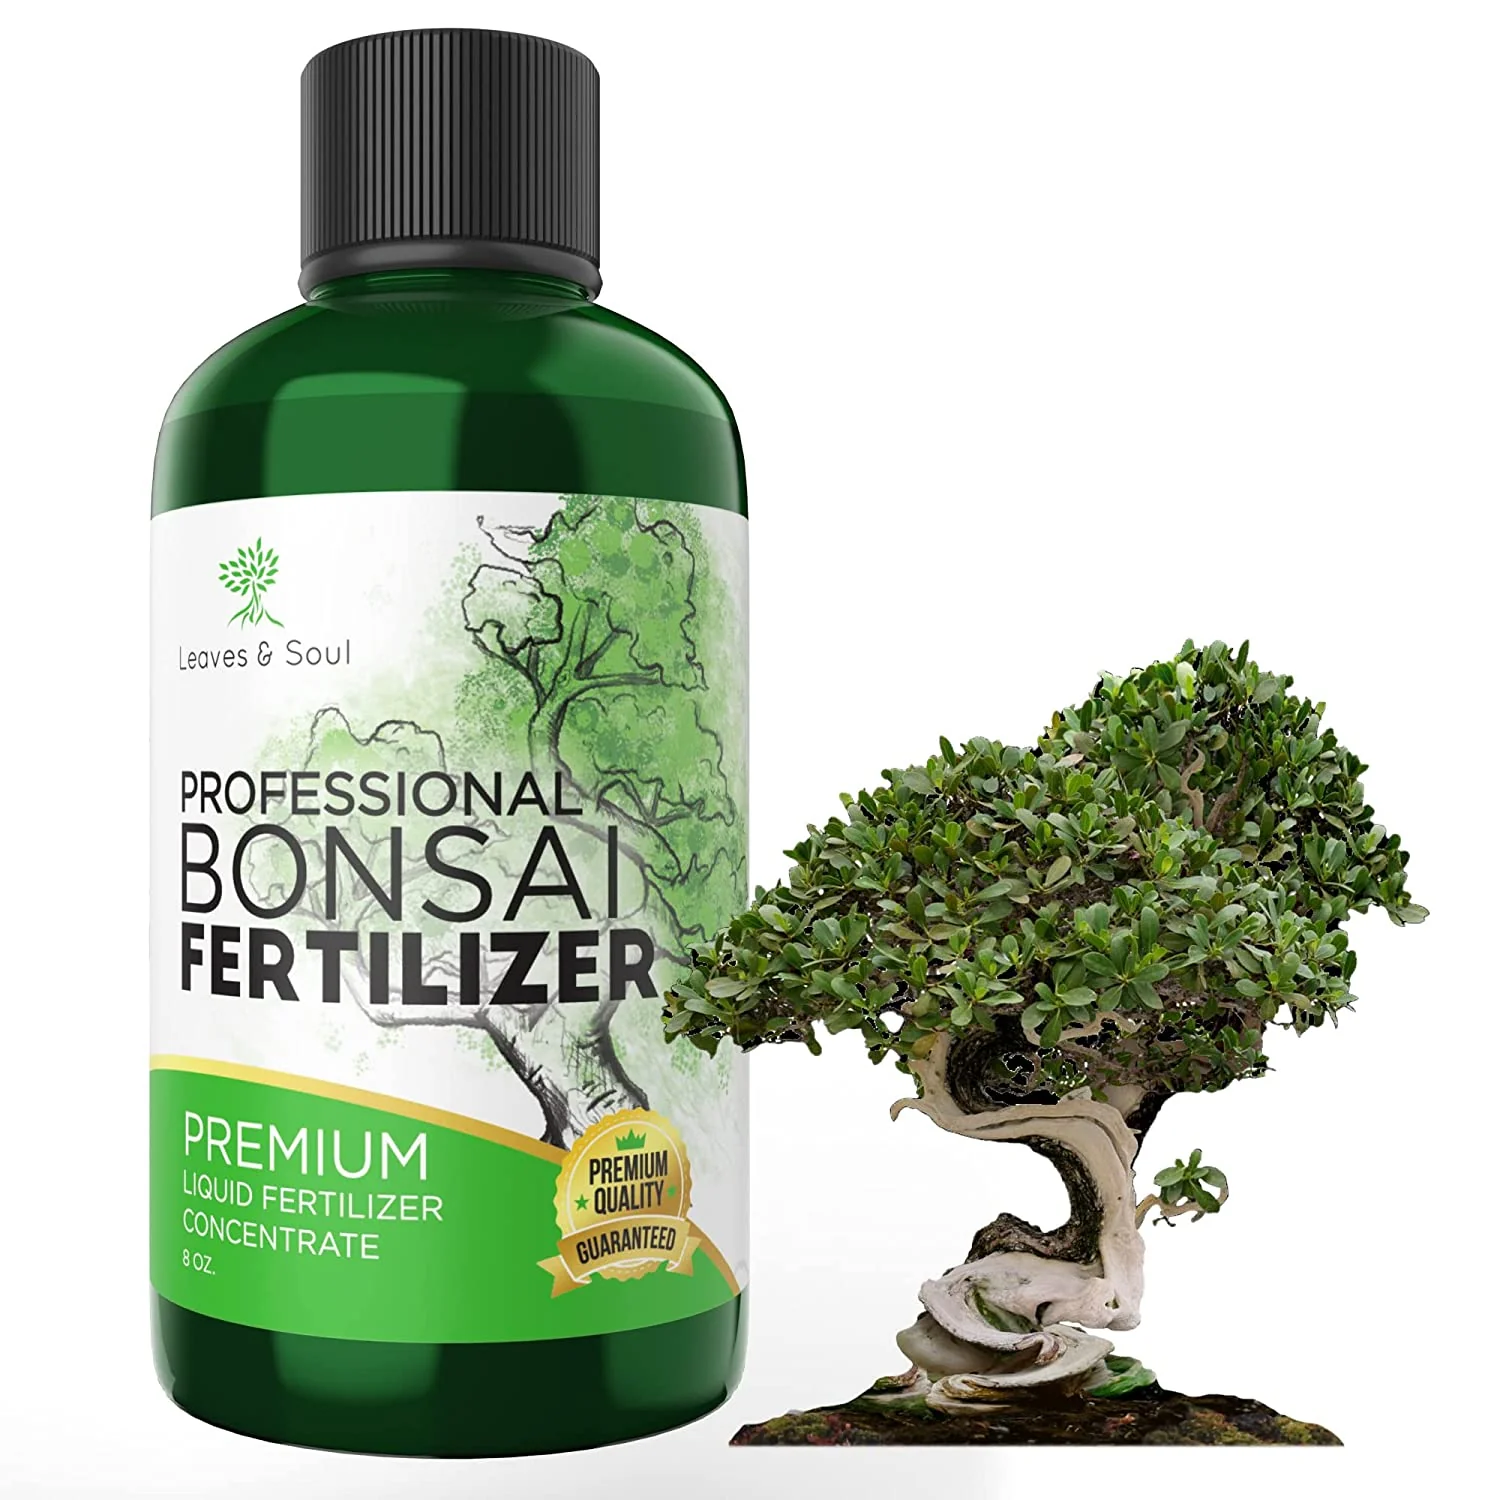 Leaves & Soul
PROFESSIONAL
BONSAI
FERTILIZER
PREMIUM
LIQUID FERTILIZER
CONCENTRATE
8 OZ.
PREMIUM
QUALITY
GUARANTEED